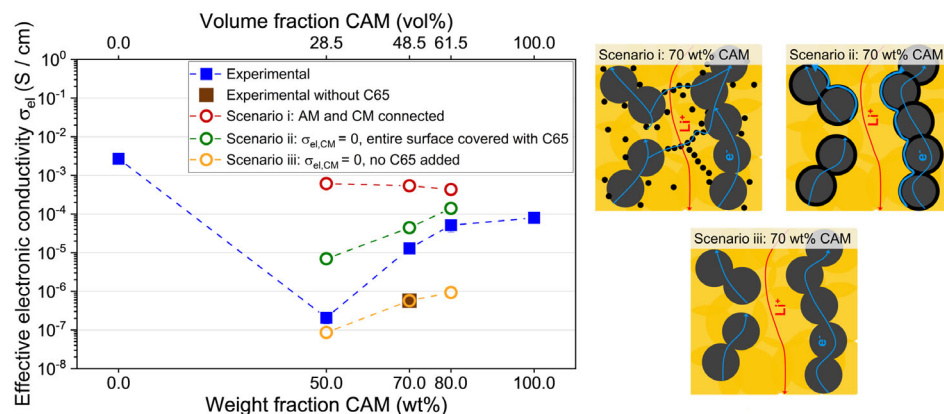 Volume fraction CAM (vol%)
0.0 28.5 48.5 61.5 100.0
Effective electronic conductivity σel (S / cm)
10⁰
10⁻¹
10⁻²
10⁻³
10⁻⁴
10⁻⁵
10⁻⁶
10⁻⁷
10⁻⁸
Experimental
Experimental without C65
Scenario i: AM and CM connected
Scenario ii: σel,CM = 0, entire surface covered with C65
Scenario iii: σel,CM = 0, no C65 added
0.0 50.0 70.0 80.0 100.0
Weight fraction CAM (wt%)
Scenario i: 70 wt% CAM
Li⁺
e⁻
Scenario ii: 70 wt% CAM
Li⁺
e⁻
Scenario iii: 70 wt% CAM
Li⁺
e⁻